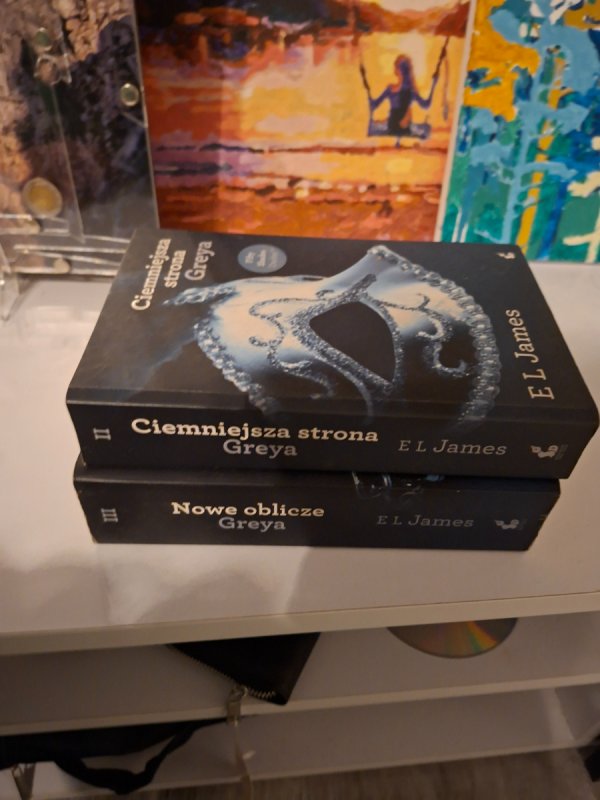 Ciemniejsza
strona
Greya
E L James
II
Ciemniejsza strona
Greya
E L James
III
Nowe oblicze
Greya
E L James